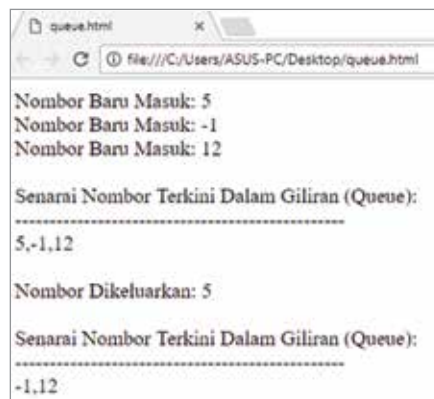 queue.html
file:///C:/Users/ASUS-PC/Desktop/queue.html
Nombor Baru Masuk: 5
Nombor Baru Masuk: -1
Nombor Baru Masuk: 12
Senarai Nombor Terkini Dalam Giliran (Queue):
-----------------------------------------------
5,-1,12
Nombor Dikeluarkan: 5
Senarai Nombor Terkini Dalam Giliran (Queue):
-----------------------------------------------
-1,12